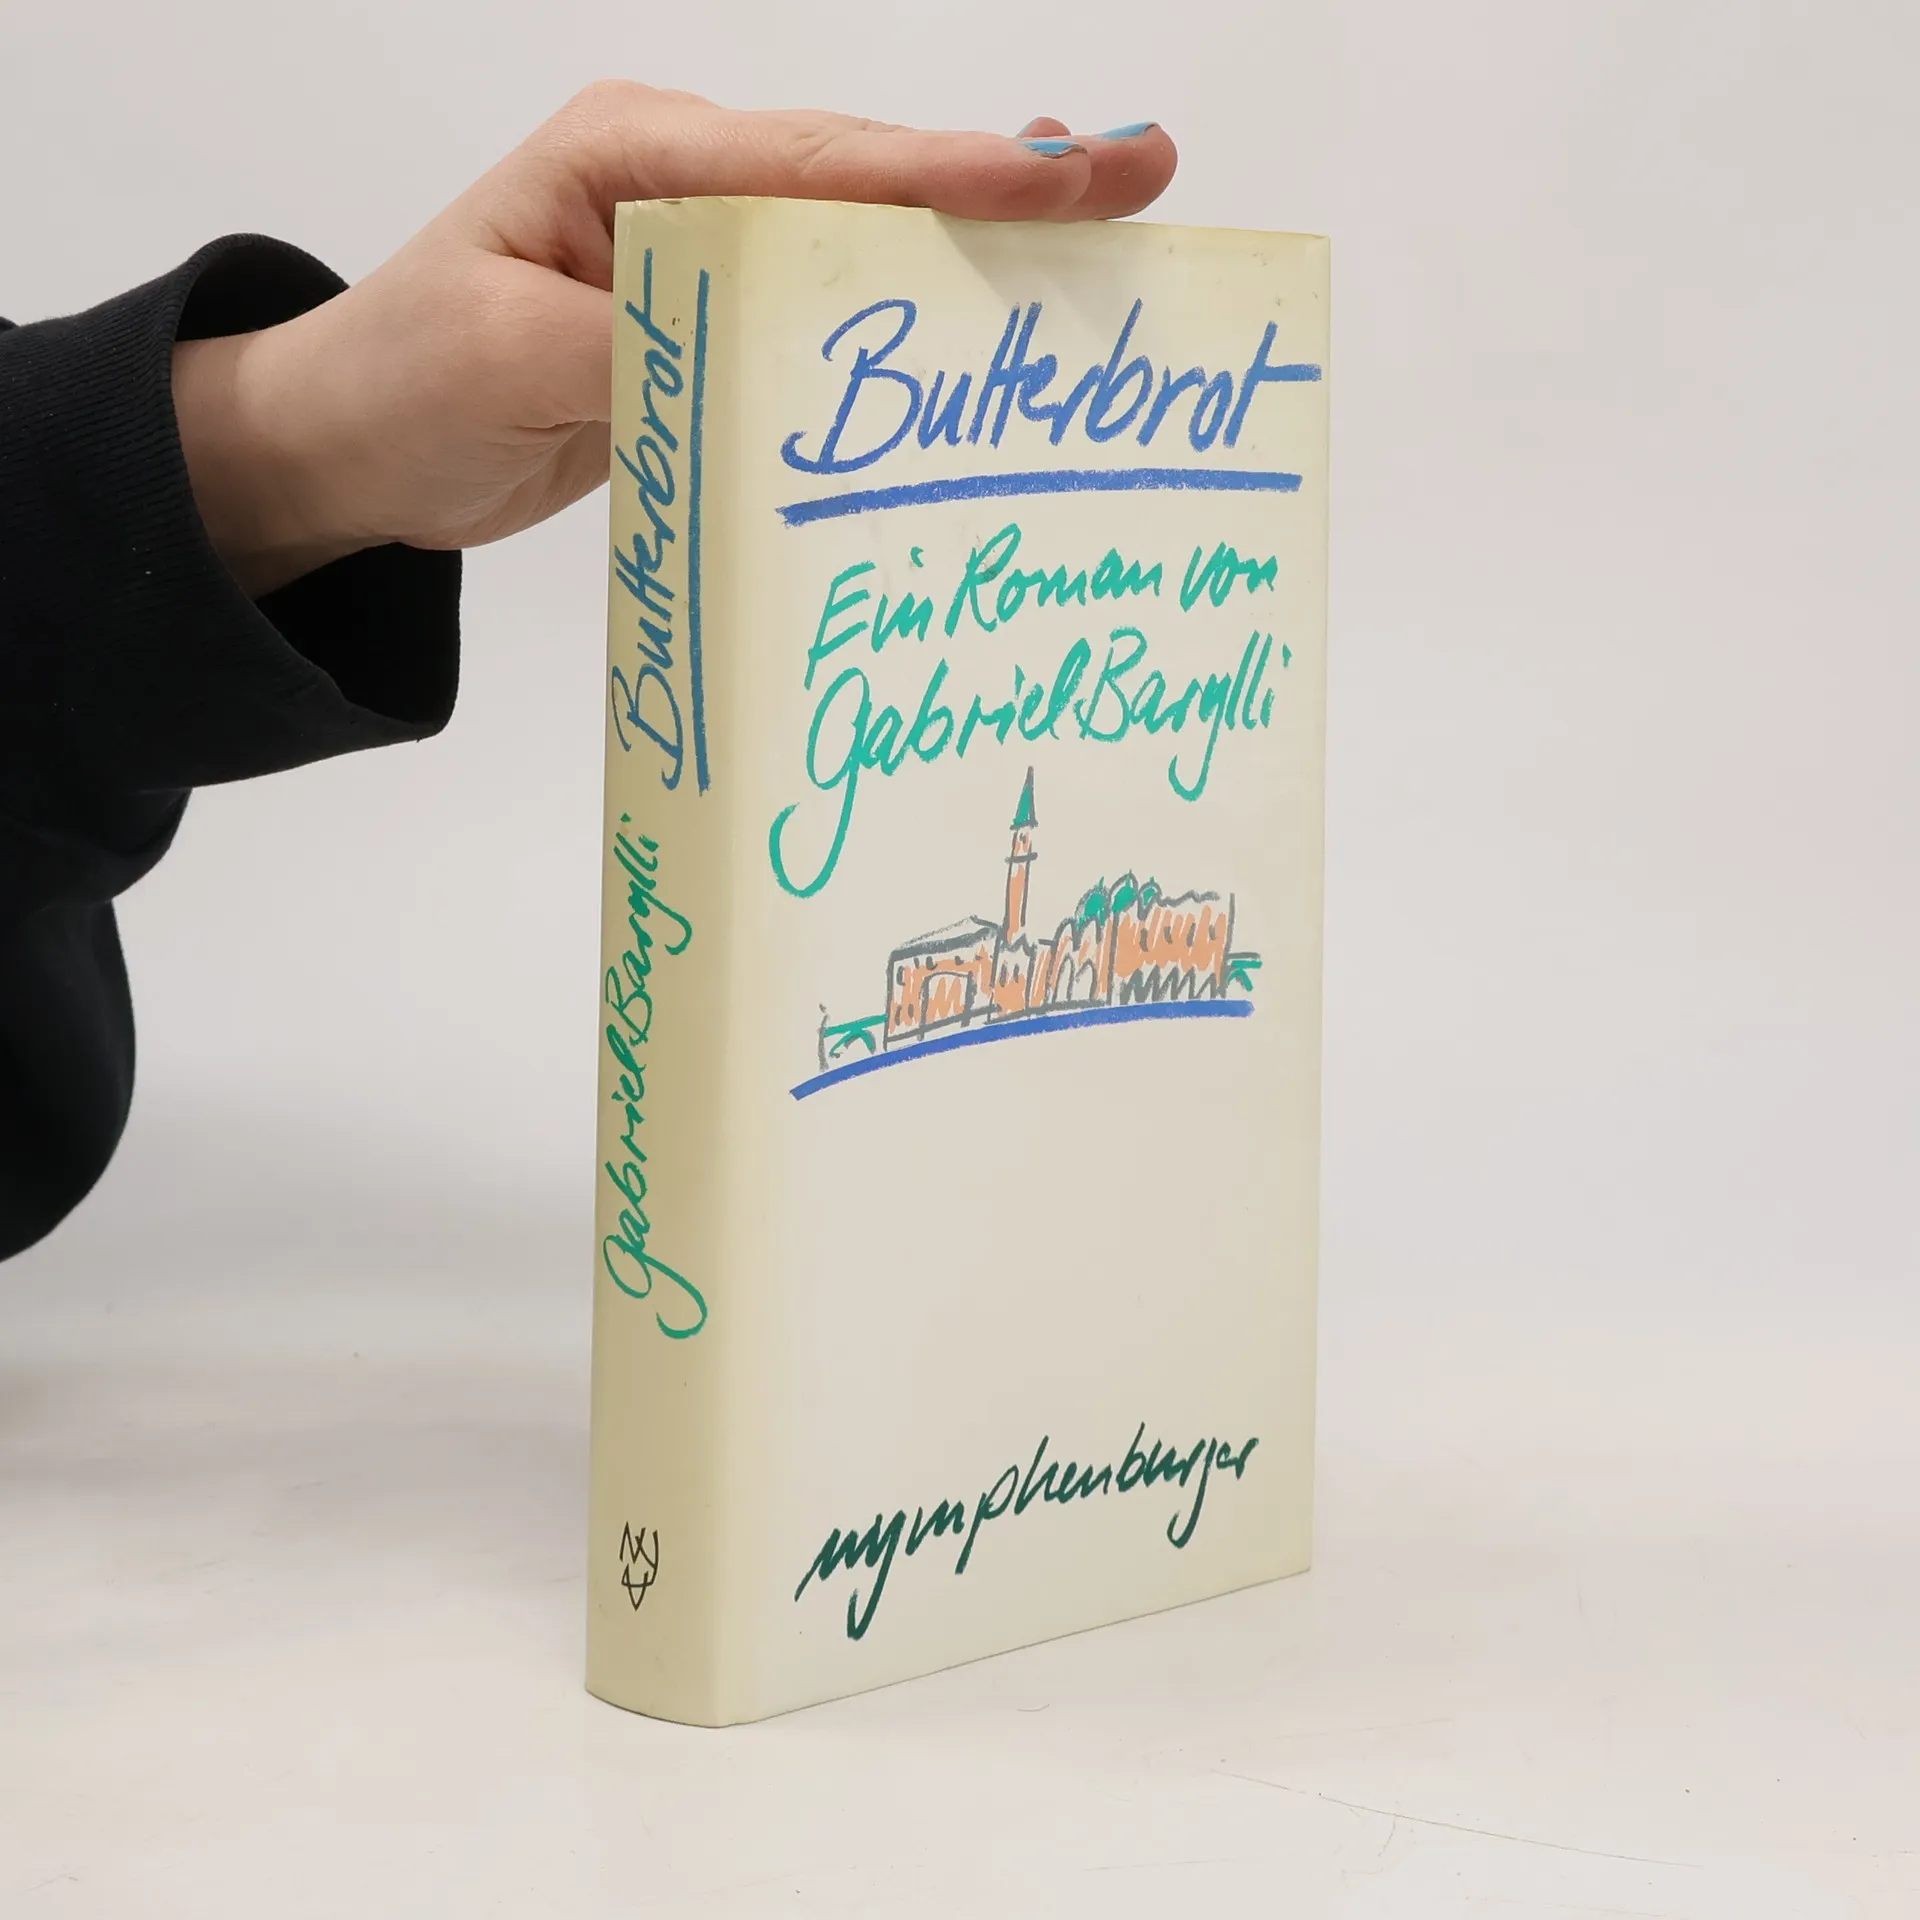 Butterbrot
Gabriel Barylli
Butterbrot
Ein Roman von
Gabriel Barylli
nymphenburger